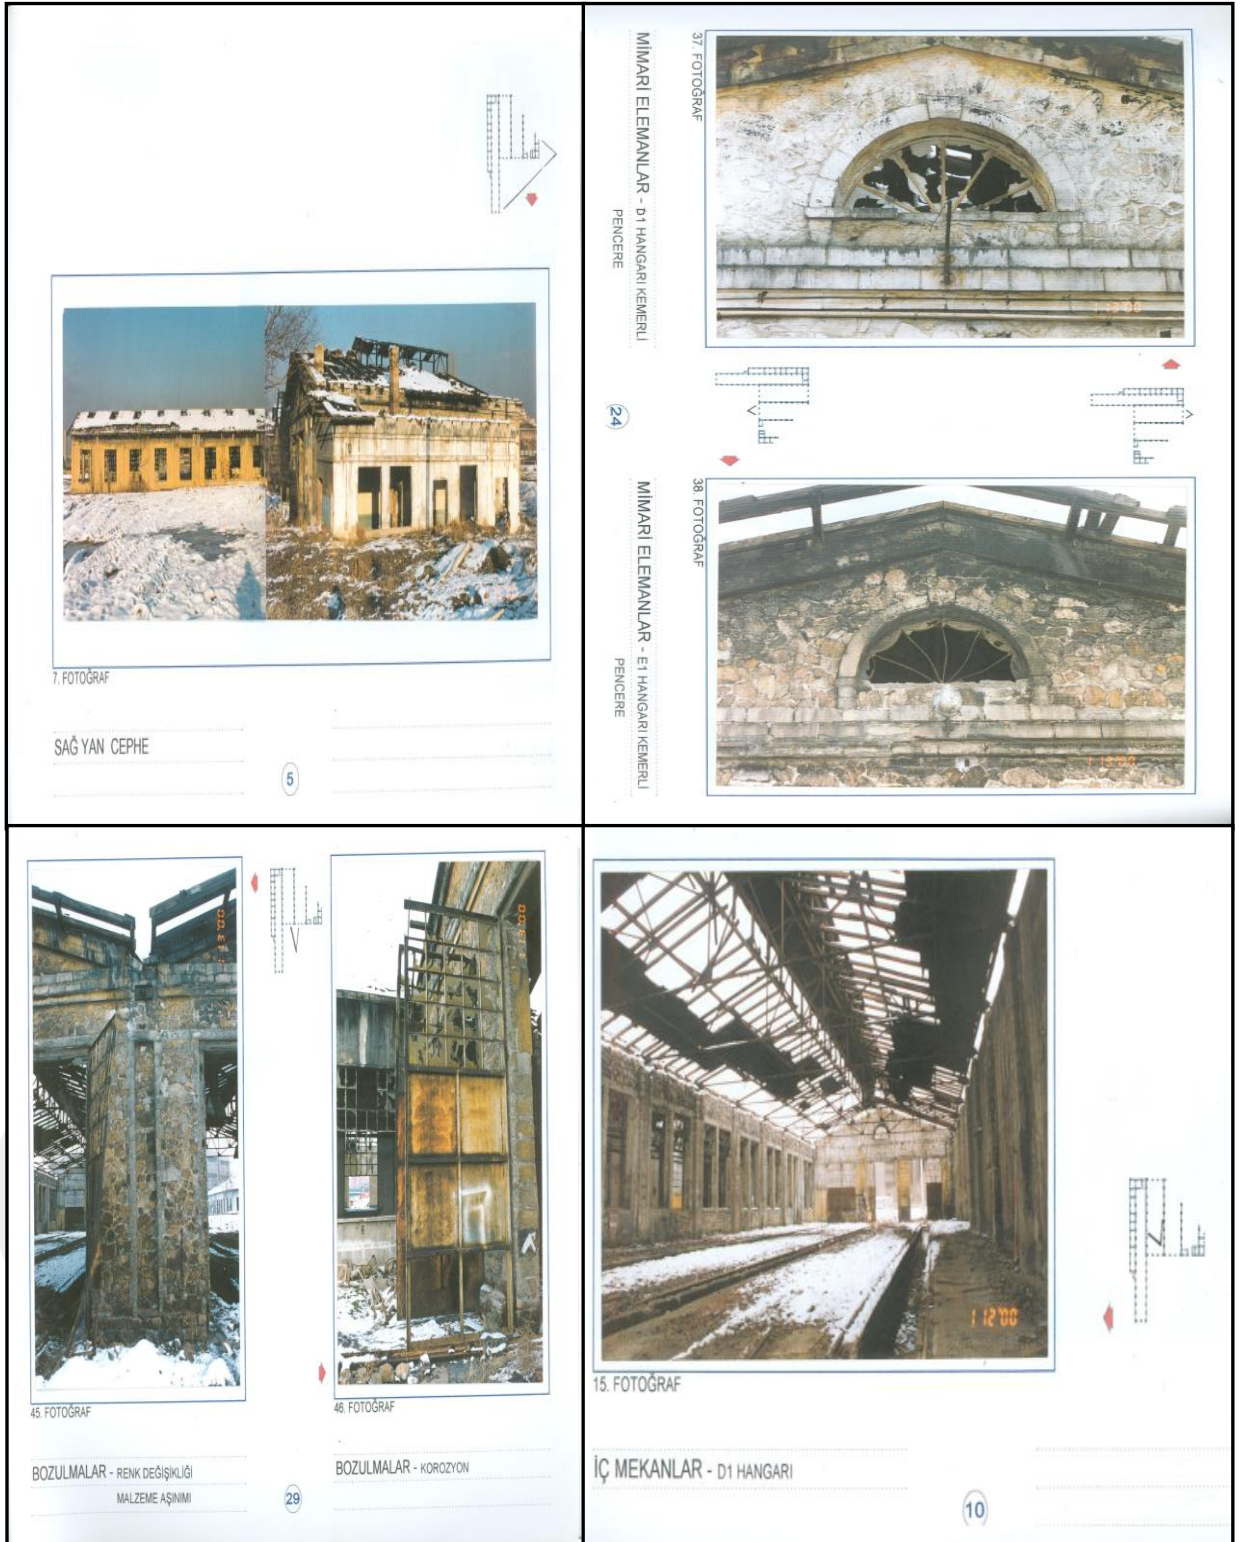 7. FOTOĞRAF
SAĞ YAN CEPHE
5
37. FOTOĞRAF
MİMARİ ELEMANLAR - D1 HANGARI KEMERLİ
PENCERE
24
38. FOTOĞRAF
MİMARİ ELEMANLAR - E1 HANGARI KEMERLİ
PENCERE
45. FOTOĞRAF
BOZULMALAR - RENK DEĞİŞİKLİĞİ
MALZEME AŞINIMI
29
46. FOTOĞRAF
BOZULMALAR - KOROZYON
1 12 '00
15. FOTOĞRAF
İÇ MEKANLAR - D1 HANGARI
10